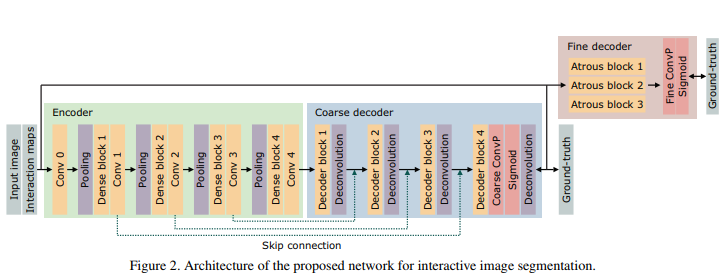 Fine decoder
Atrous block 1
Atrous block 2
Atrous block 3
Fine ConvP
Sigmoid
Ground-truth
Encoder
Coarse decoder
Input image
Interaction maps
Conv 0
Pooling
Dense block 1
Conv 1
Pooling
Dense block 2
Conv 2
Pooling
Dense block 3
Conv 3
Pooling
Dense block 4
Conv 4
Decoder block 1
Deconvolution
Decoder block 2
Deconvolution
Decoder block 3
Deconvolution
Decoder block 4
Coarse ConvP
Sigmoid
Deconvolution
Ground-truth
Skip connection
Figure 2. Architecture of the proposed network for interactive image segmentation.